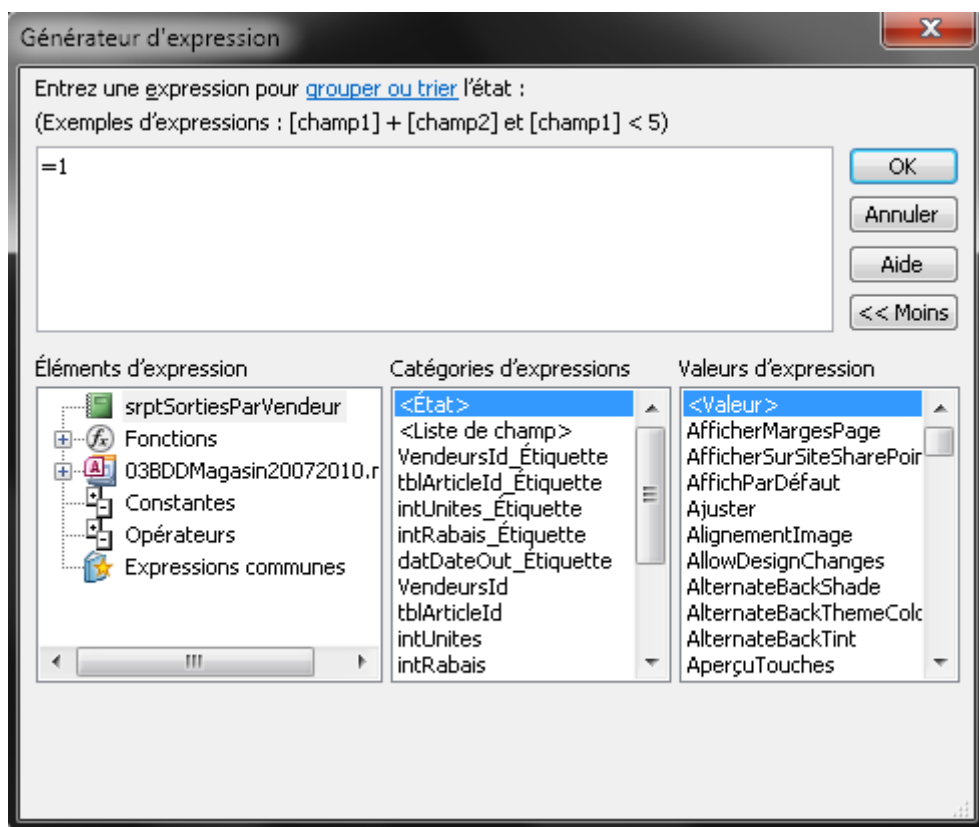 Générateur d'expression
Entrez une expression pour grouper ou trier l'état :
(Exemples d'expressions : [champ1] + [champ2] et [champ1] < 5)
=1
OK
Annuler
Aide
<< Moins
Éléments d'expression
srptSortiesParVendeur
Fonctions
03BDDMagasin20072010.r
Constantes
Opérateurs
Expressions communes
Catégories d'expressions
<État>
<Liste de champ>
VendeursId_Étiquette
tblArticleId_Étiquette
intUnites_Étiquette
intRabais_Étiquette
datDateOut_Étiquette
VendeursId
tblArticleId
intUnites
intRabais
Valeurs d'expression
<Valeur>
AfficherMargesPage
AfficherSurSiteSharePoir
AffichParDéfaut
Ajuster
AlignementImage
AllowDesignChanges
AlternateBackShade
AlternateBackThemeColc
AlternateBackTint
AperçuTouches